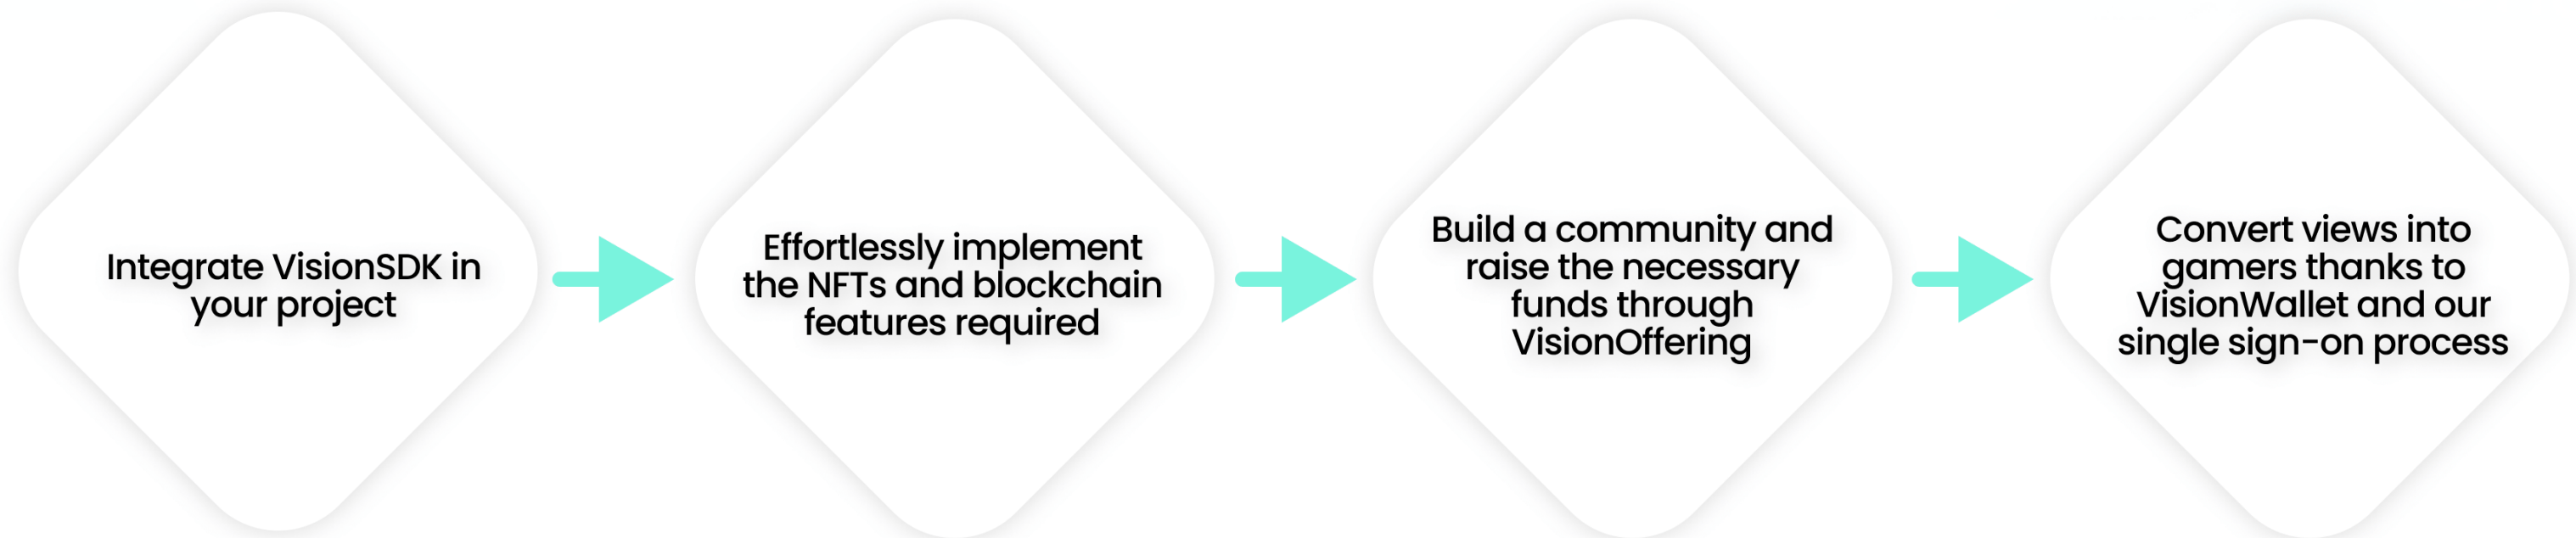 Integrate VisionSDK in
your project
Effortlessly implement
the NFTs and blockchain
features required
Build a community and
raise the necessary
funds through
VisionOffering
Convert views into
gamers thanks to
VisionWallet and our
single sign-on process